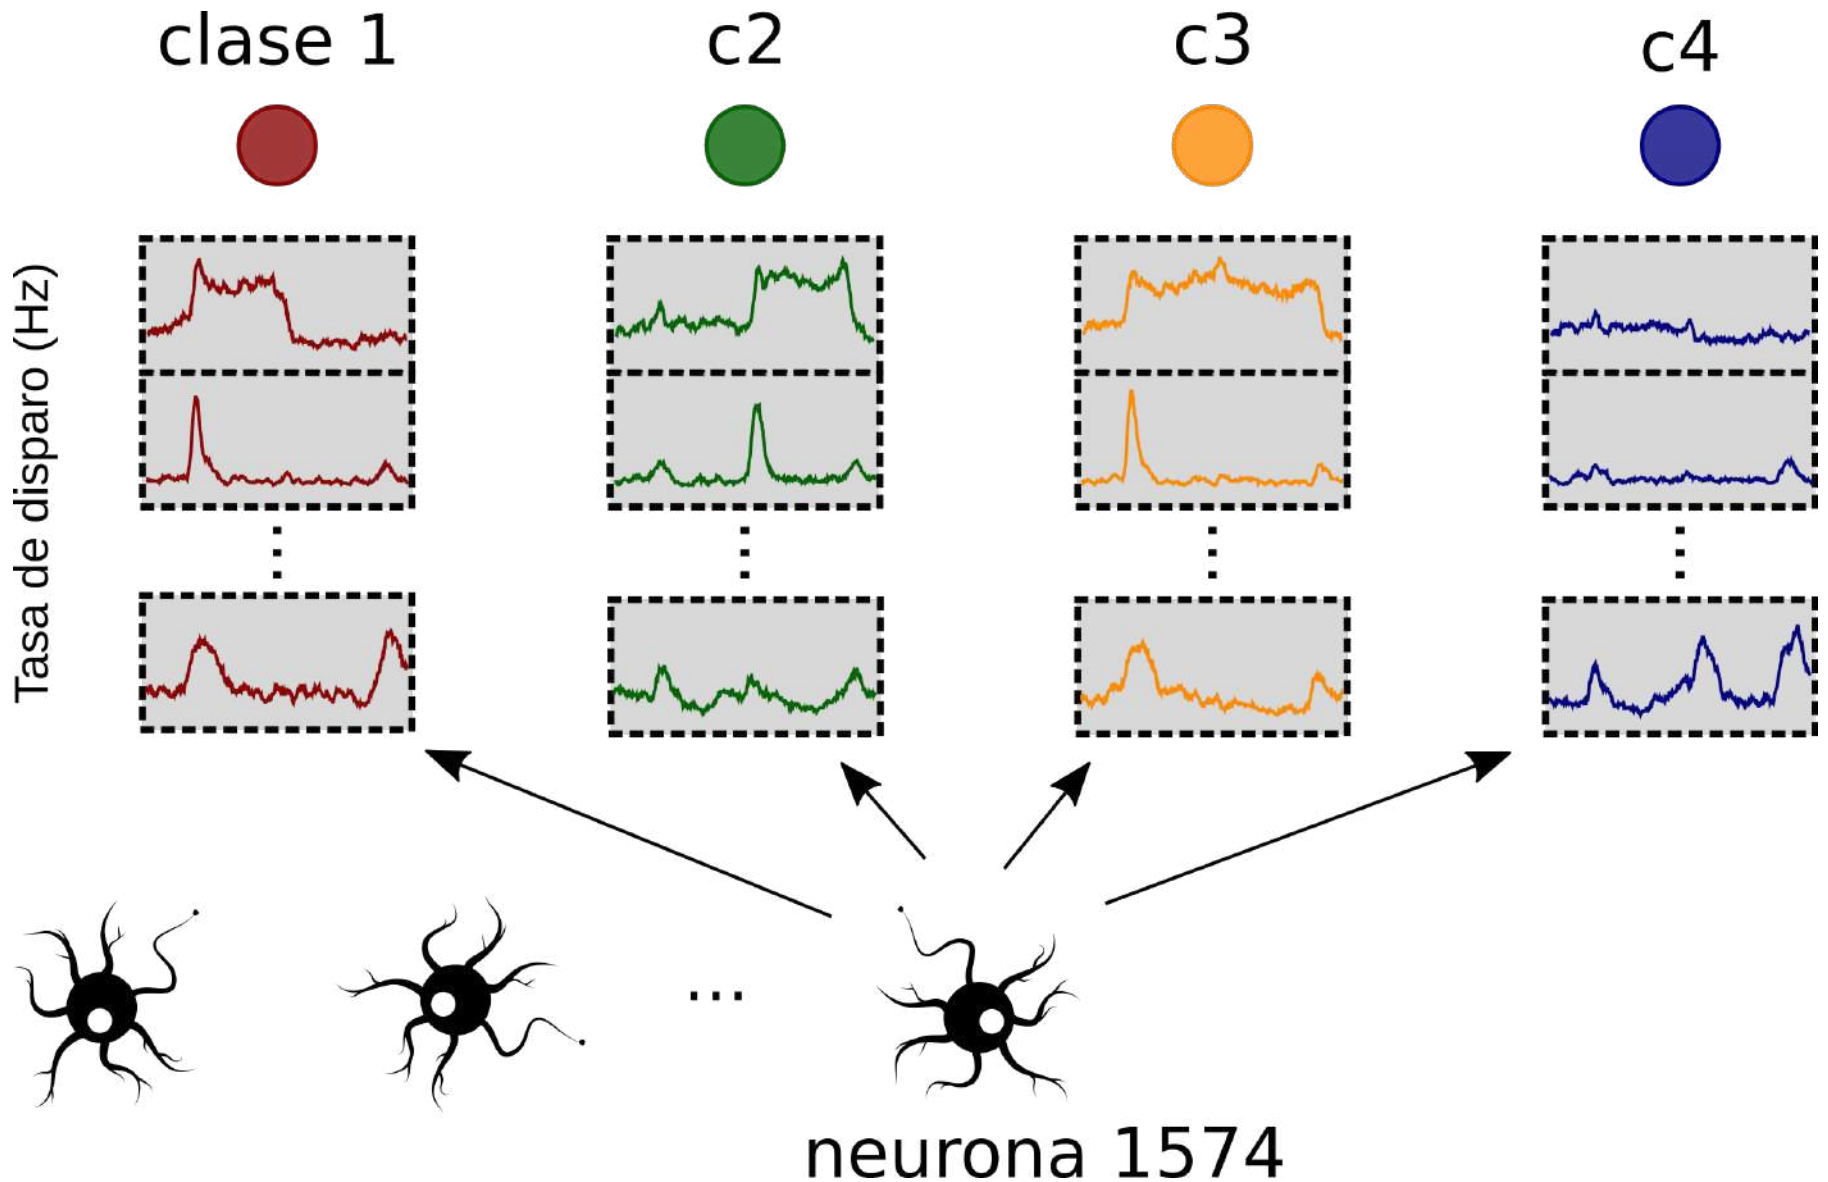 clase 1
c2
c3
c4
Tasa de disparo (Hz)
...
neurona 1574